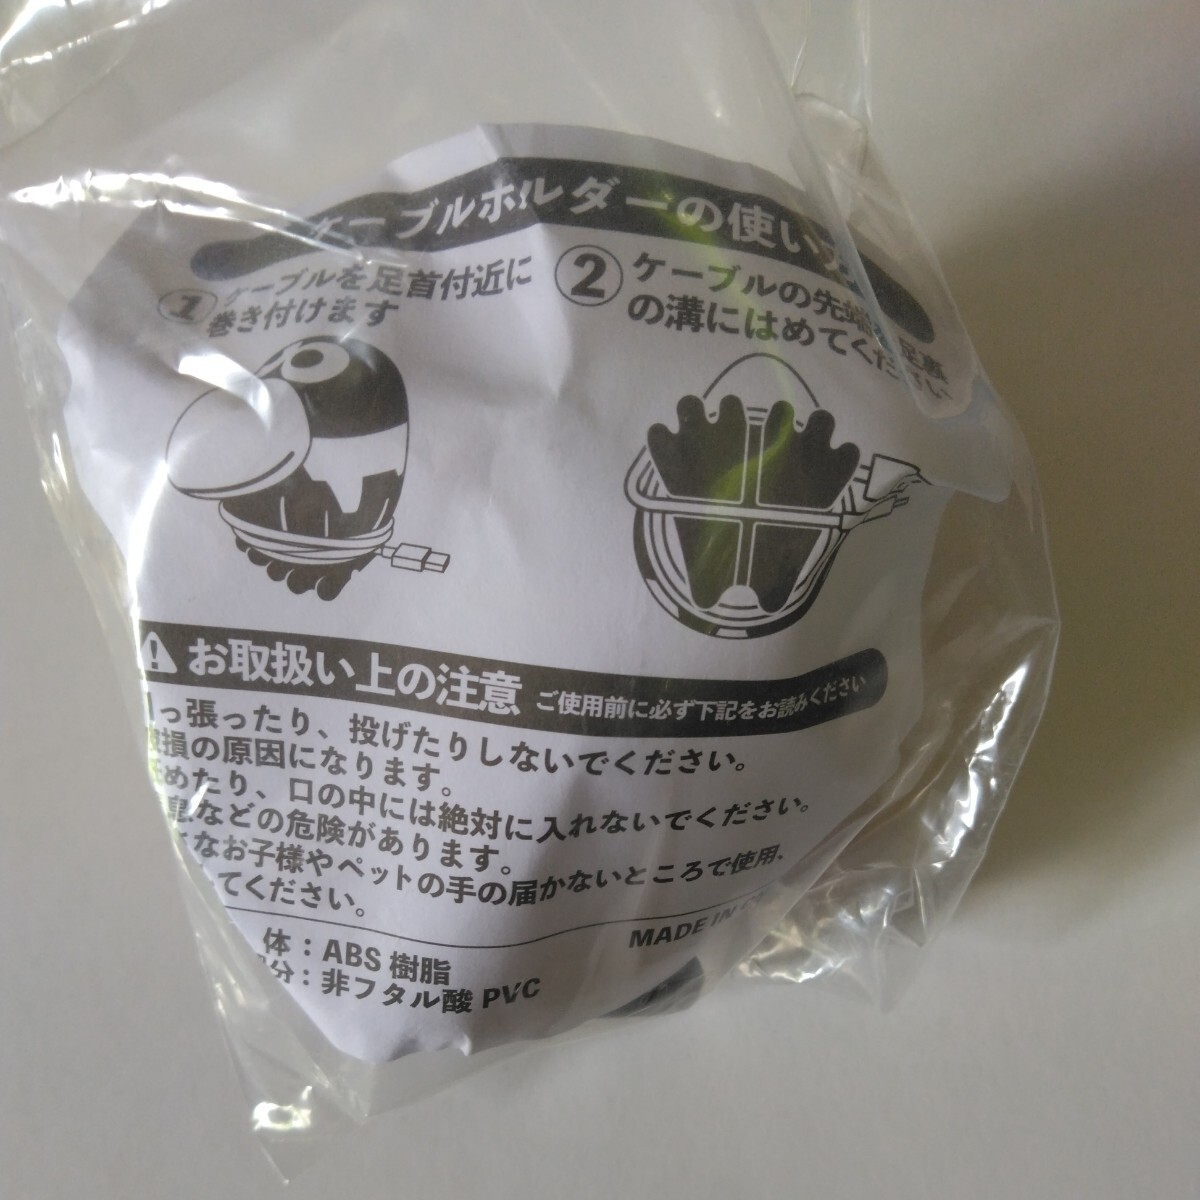 ケーブルホルダーの使い
① ケーブルを足首付近に
巻き付けます
② ケーブルの先端を足裏
の溝にはめてください
お取扱い上の注意 ご使用前に必ず下記をお読みください
っ張ったり、投げたりしないでください。
損の原因になります。
めたり、口の中には絶対に入れないでください。
息などの危険があります。
なお子様やペットの手の届かないところで使用、
てください。
MADE IN
体：ABS 樹脂
分：非フタル酸 PVC